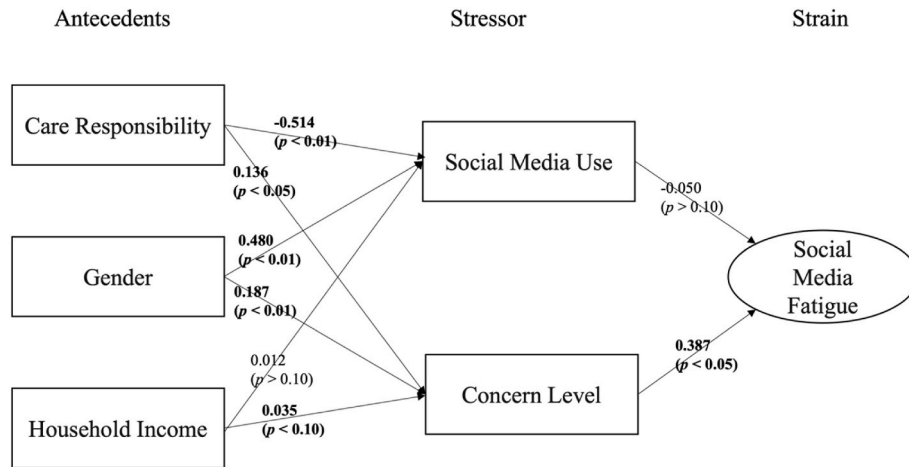 Antecedents
Stressor
Strain
Care Responsibility
-0.514
(p < 0.01)
Social Media Use
0.136
(p < 0.05)
-0.050
(p > 0.10)
0.480
(p < 0.01)
Gender
Social
Media
Fatigue
0.187
(p < 0.01)
0.012
(p > 0.10)
0.387
(p < 0.05)
Concern Level
0.035
(p < 0.10)
Household Income